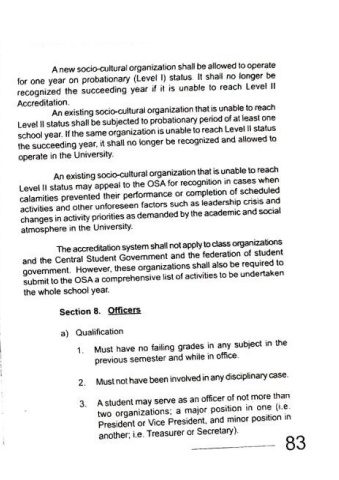 A new socio-cultural organization shall be allowed to operate
for one year on probationary (Level I) status. It shall no longer be
recognized the succeeding year if it is unable to reach Level II
Accreditation.
An existing socio-cultural organization that is unable to reach
Level II status shall be subjected to probationary period of at least one
school year. If the same organization is unable to reach Level II status
the succeeding year, it shall no longer be recognized and allowed to
operate in the University.
An existing socio-cultural organization that is unable to reach
Level II status may appeal to the OSA for recognition in cases when
calamities prevented their performance or completion of scheduled
activities and other unforeseen factors such as leadership crisis and
changes in activity priorities as demanded by the academic and social
atmosphere in the University.
The accreditation system shall not apply to class organizations
and the Central Student Government and the federation of student
government. However, these organizations shall also be required to
submit to the OSA a comprehensive list of activities to be undertaken
the whole school year.
Section 8. Officers
a) Qualification
1. Must have no failing grades in any subject in the
previous semester and while in office.
2. Must not have been involved in any disciplinary case.
3. A student may serve as an officer of not more than
two organizations; a major position in one (i.e.
President or Vice President, and minor position in
another; i.e. Treasurer or Secretary).
83